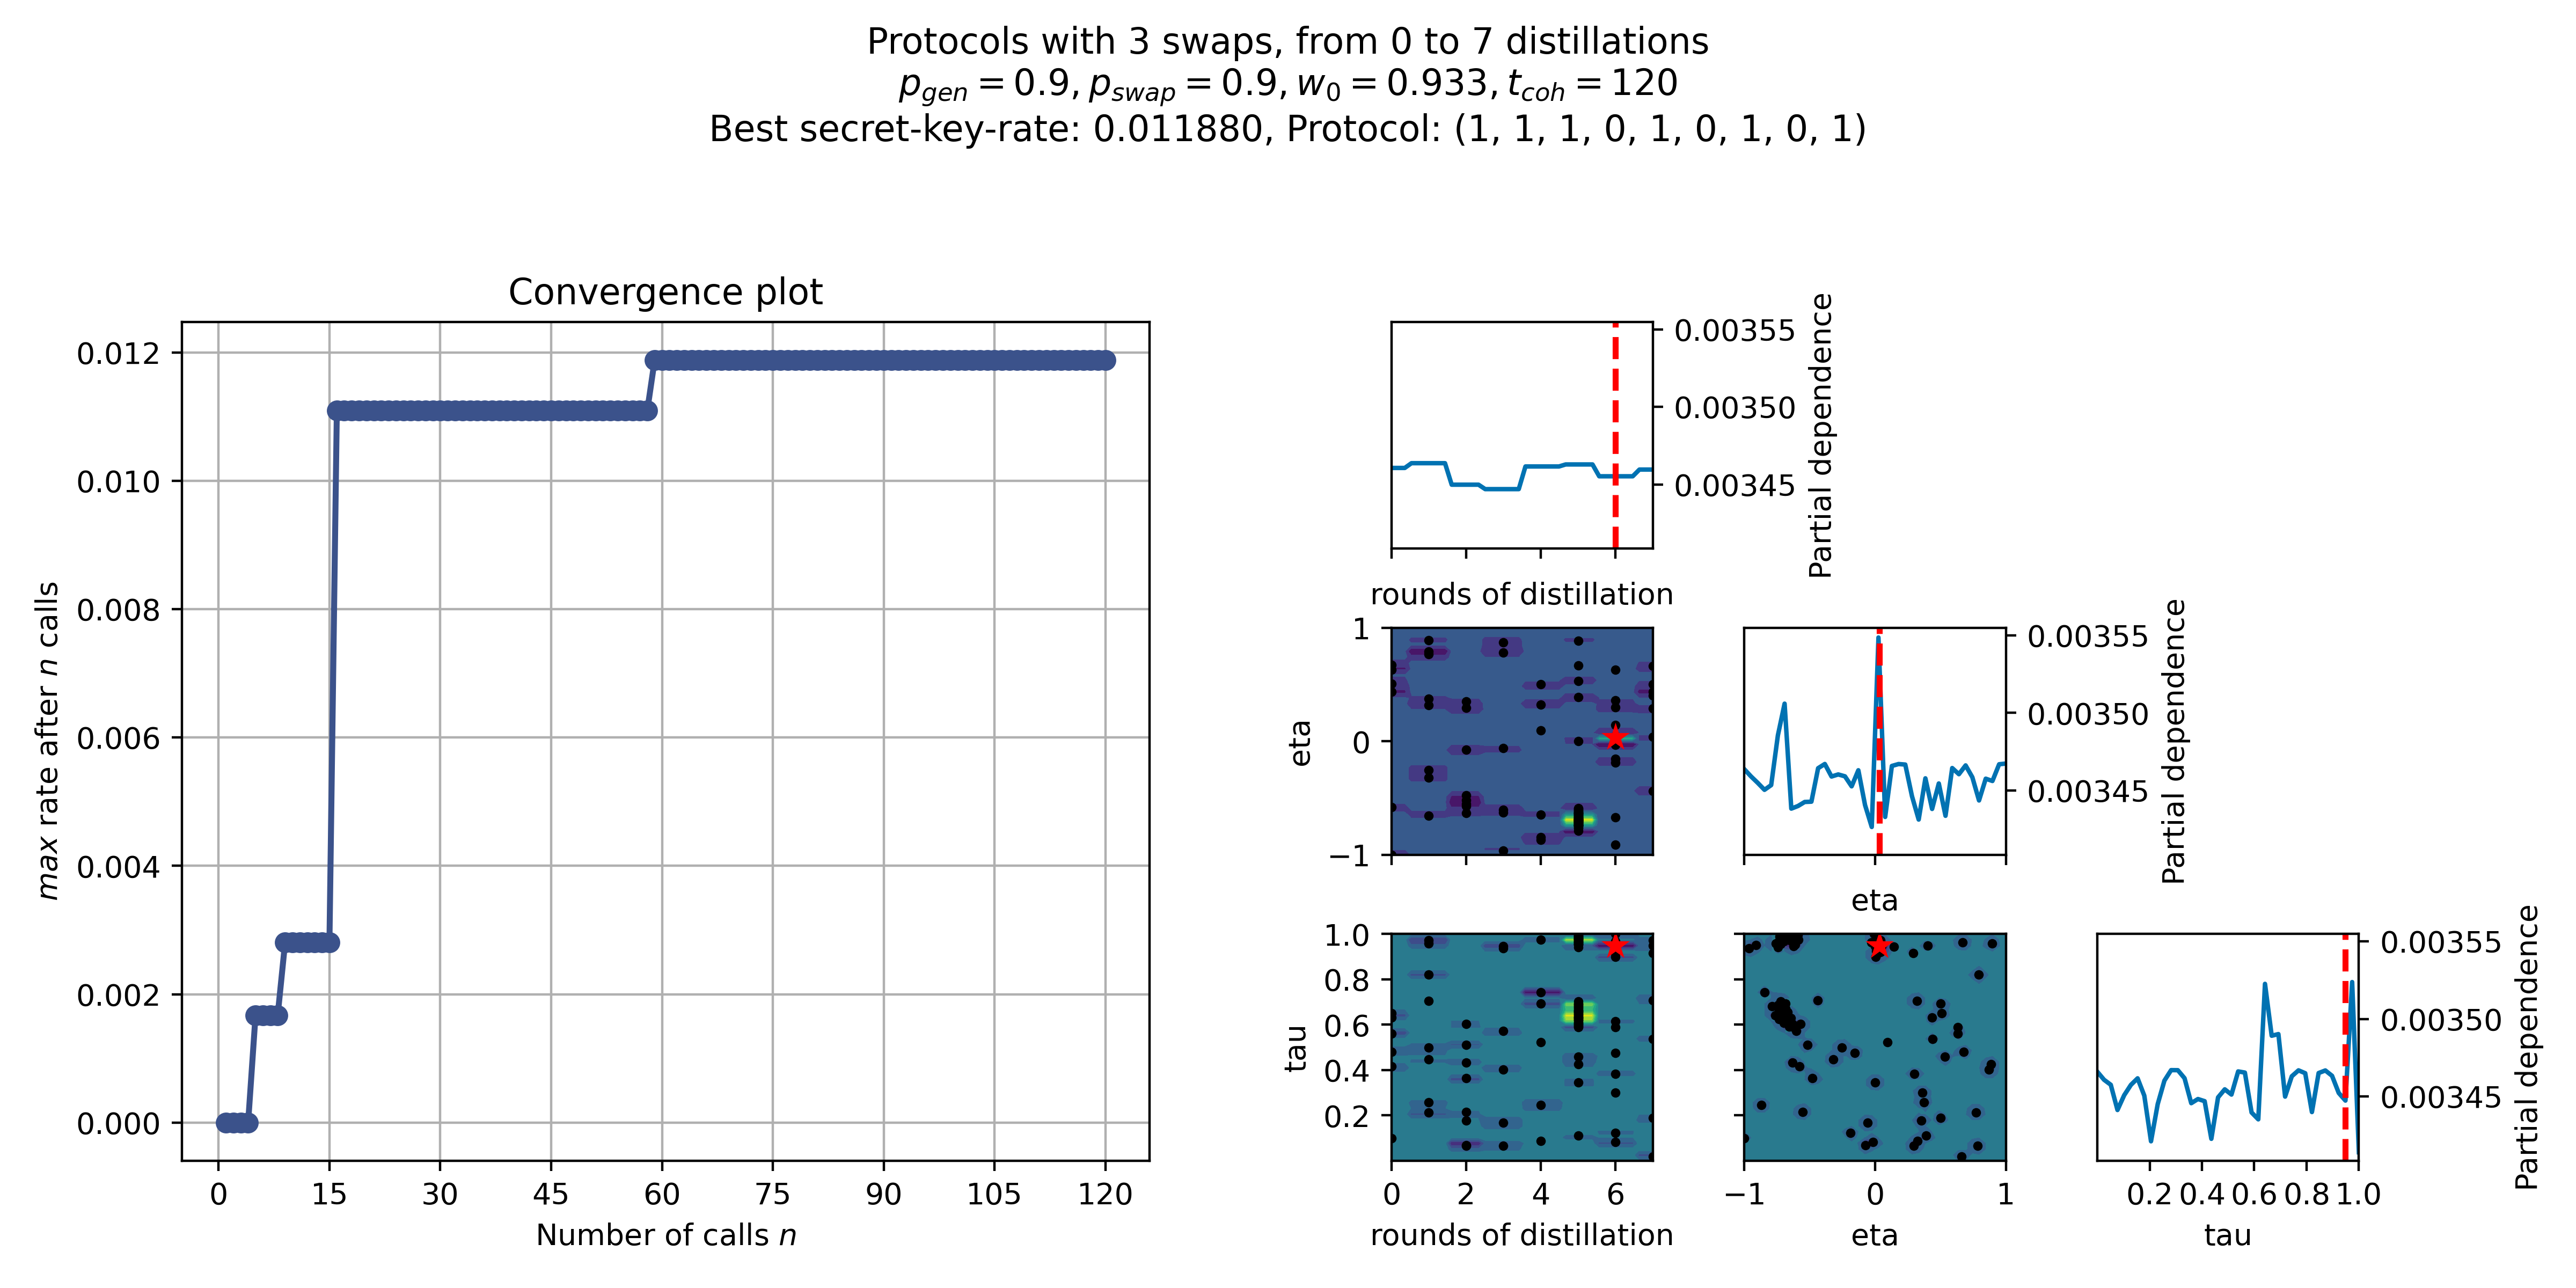 Protocols with 3 swaps, from 0 to 7 distillations
p_gen = 0.9, p_swap = 0.9, w_0 = 0.933, t_coh = 120
Best secret-key-rate: 0.011880, Protocol: (1, 1, 1, 0, 1, 0, 1, 0, 1)
Convergence plot
max rate after n calls
0.012
0.010
0.008
0.006
0.004
0.002
0.000
0 15 30 45 60 75 90 105 120
Number of calls n
0.00355
0.00350
0.00345
Partial dependence
rounds of distillation
eta
1
0
−1
0.00355
0.00350
0.00345
Partial dependence
eta
tau
1.0
0.8
0.6
0.4
0.2
0 2 4 6
rounds of distillation
−1 0 1
eta
0.2 0.4 0.6 0.8 1.0
tau
0.00355
0.00350
0.00345
Partial dependence